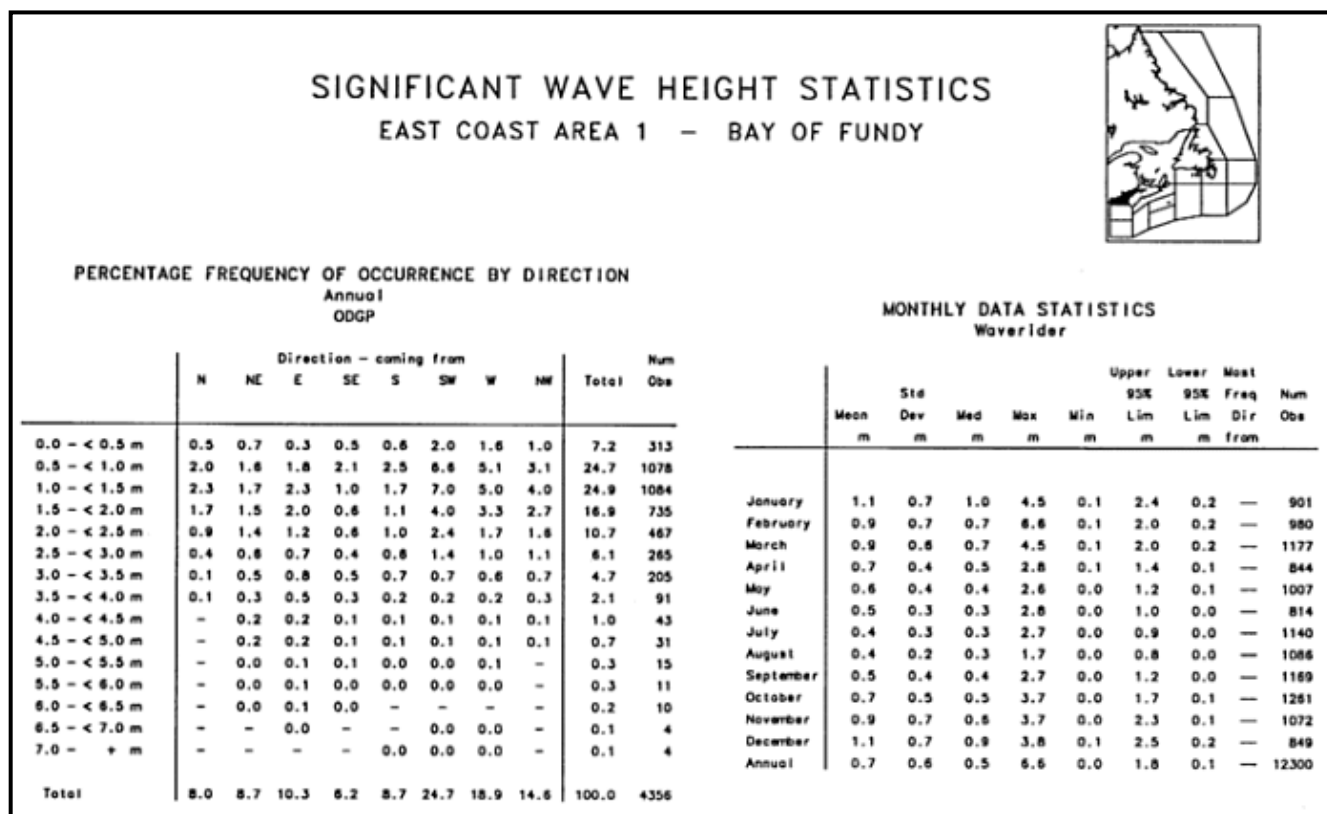 SIGNIFICANT WAVE HEIGHT STATISTICS
EAST COAST AREA 1 – BAY OF FUNDY
PERCENTAGE FREQUENCY OF OCCURRENCE BY DIRECTION
Annual
ODGP
Direction – coming from Num
N NE E SE S SW W NW Total Obs
0.0 – < 0.5 m 0.5 0.7 0.3 0.5 0.6 2.0 1.6 1.0 7.2 313
0.5 – < 1.0 m 2.0 1.6 1.8 2.1 2.5 6.6 5.1 3.1 24.7 1078
1.0 – < 1.5 m 2.3 1.7 2.3 1.0 1.7 7.0 5.0 4.0 24.9 1084
1.5 – < 2.0 m 1.7 1.5 2.0 0.6 1.1 4.0 3.3 2.7 16.9 735
2.0 – < 2.5 m 0.9 1.4 1.2 0.6 1.0 2.4 1.7 1.6 10.7 467
2.5 – < 3.0 m 0.4 0.6 0.7 0.4 0.6 1.4 1.0 1.1 6.1 265
3.0 – < 3.5 m 0.1 0.5 0.8 0.5 0.7 0.7 0.6 0.7 4.7 205
3.5 – < 4.0 m 0.1 0.3 0.5 0.3 0.2 0.2 0.2 0.3 2.1 91
4.0 – < 4.5 m – 0.2 0.2 0.1 0.1 0.1 0.1 0.1 1.0 43
4.5 – < 5.0 m – 0.2 0.2 0.1 0.1 0.1 0.1 0.1 0.7 31
5.0 – < 5.5 m – 0.0 0.1 0.1 0.0 0.0 0.1 – 0.3 15
5.5 – < 6.0 m – 0.0 0.1 0.0 0.0 0.0 0.0 – 0.3 11
6.0 – < 6.5 m – 0.0 0.1 0.0 – – – – 0.2 10
6.5 – < 7.0 m – – 0.0 – – 0.0 0.0 – 0.1 4
7.0 – + m – – – – 0.0 0.0 0.0 – 0.1 4
Total 8.0 8.7 10.3 6.2 8.7 24.7 18.9 14.6 100.0 4356
MONTHLY DATA STATISTICS
Waverider
Upper Lower Most
Std 95% 95% Freq Num
Mean Dev Med Max Min Lim Lim Dir Obs
m m m m m m m from
January 1.1 0.7 1.0 4.5 0.1 2.4 0.2 — 901
February 0.9 0.7 0.7 6.6 0.1 2.0 0.2 — 980
March 0.9 0.6 0.7 4.5 0.1 2.0 0.2 — 1177
April 0.7 0.4 0.5 2.8 0.1 1.4 0.1 — 844
May 0.6 0.4 0.4 2.6 0.0 1.2 0.1 — 1007
June 0.5 0.3 0.3 2.8 0.0 1.0 0.0 — 814
July 0.4 0.3 0.3 2.7 0.0 0.9 0.0 — 1140
August 0.4 0.2 0.3 1.7 0.0 0.8 0.0 — 1086
September 0.5 0.4 0.4 2.7 0.0 1.2 0.0 — 1169
October 0.7 0.5 0.5 3.7 0.0 1.7 0.1 — 1261
November 0.9 0.7 0.6 3.7 0.0 2.3 0.1 — 1072
December 1.1 0.7 0.9 3.8 0.1 2.5 0.2 — 849
Annual 0.7 0.6 0.5 6.6 0.0 1.8 0.1 — 12300